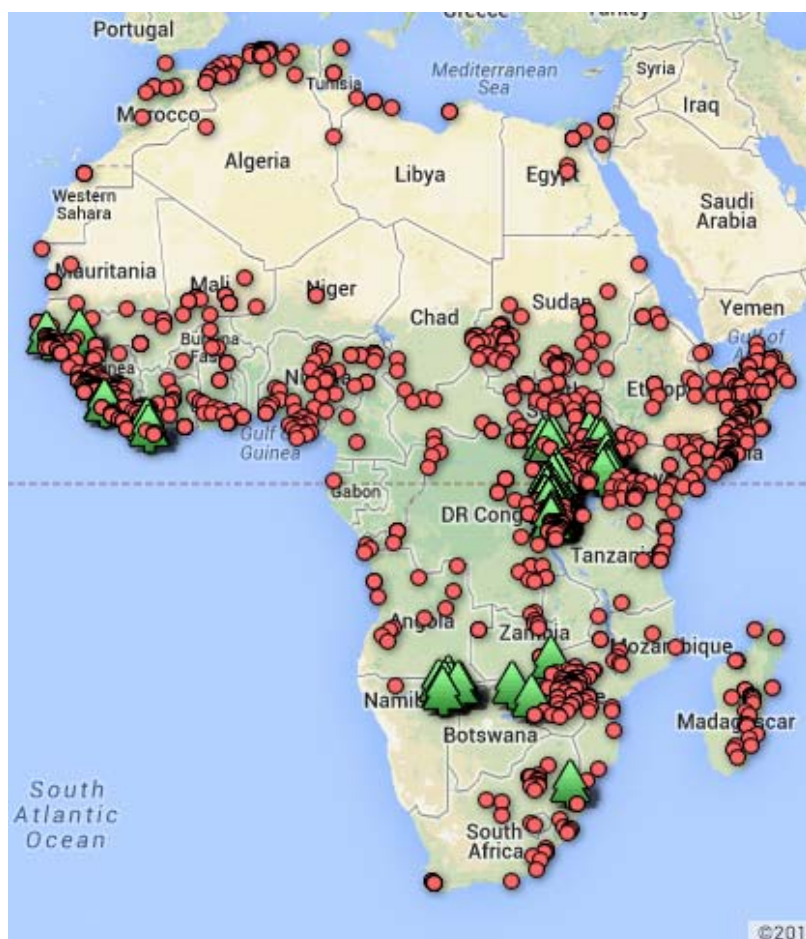 Greece
Turkey
Portugal
Syria
Mediterranean
Sea
Tunisia
Iraq
Morocco
Algeria
Libya
Egypt
Western
Sahara
Saudi
Arabia
Mauritania
Mali
Niger
Chad
Sudan
Yemen
Gulf of
Gulf of
Guinea
Gabon
DR Cong
Tanzania
Angola
Zambia
Mozambique
Namib
Botswana
Madagascar
South
Atlantic
Ocean
South
Africa
©201